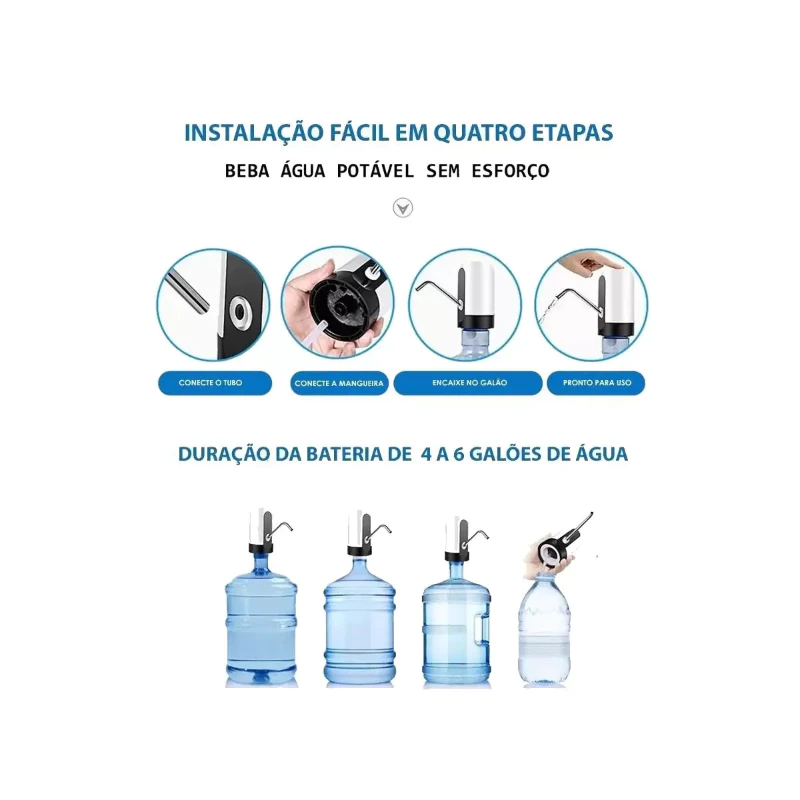 INSTALAÇÃO FÁCIL EM QUATRO ETAPAS
BEBA ÁGUA POTÁVEL SEM ESFORÇO
CONECTE O TUBO
CONECTE A MANGUEIRA
ENCAIXE NO GALÃO
PRONTO PARA USO
DURAÇÃO DA BATERIA DE 4 A 6 GALÕES DE ÁGUA